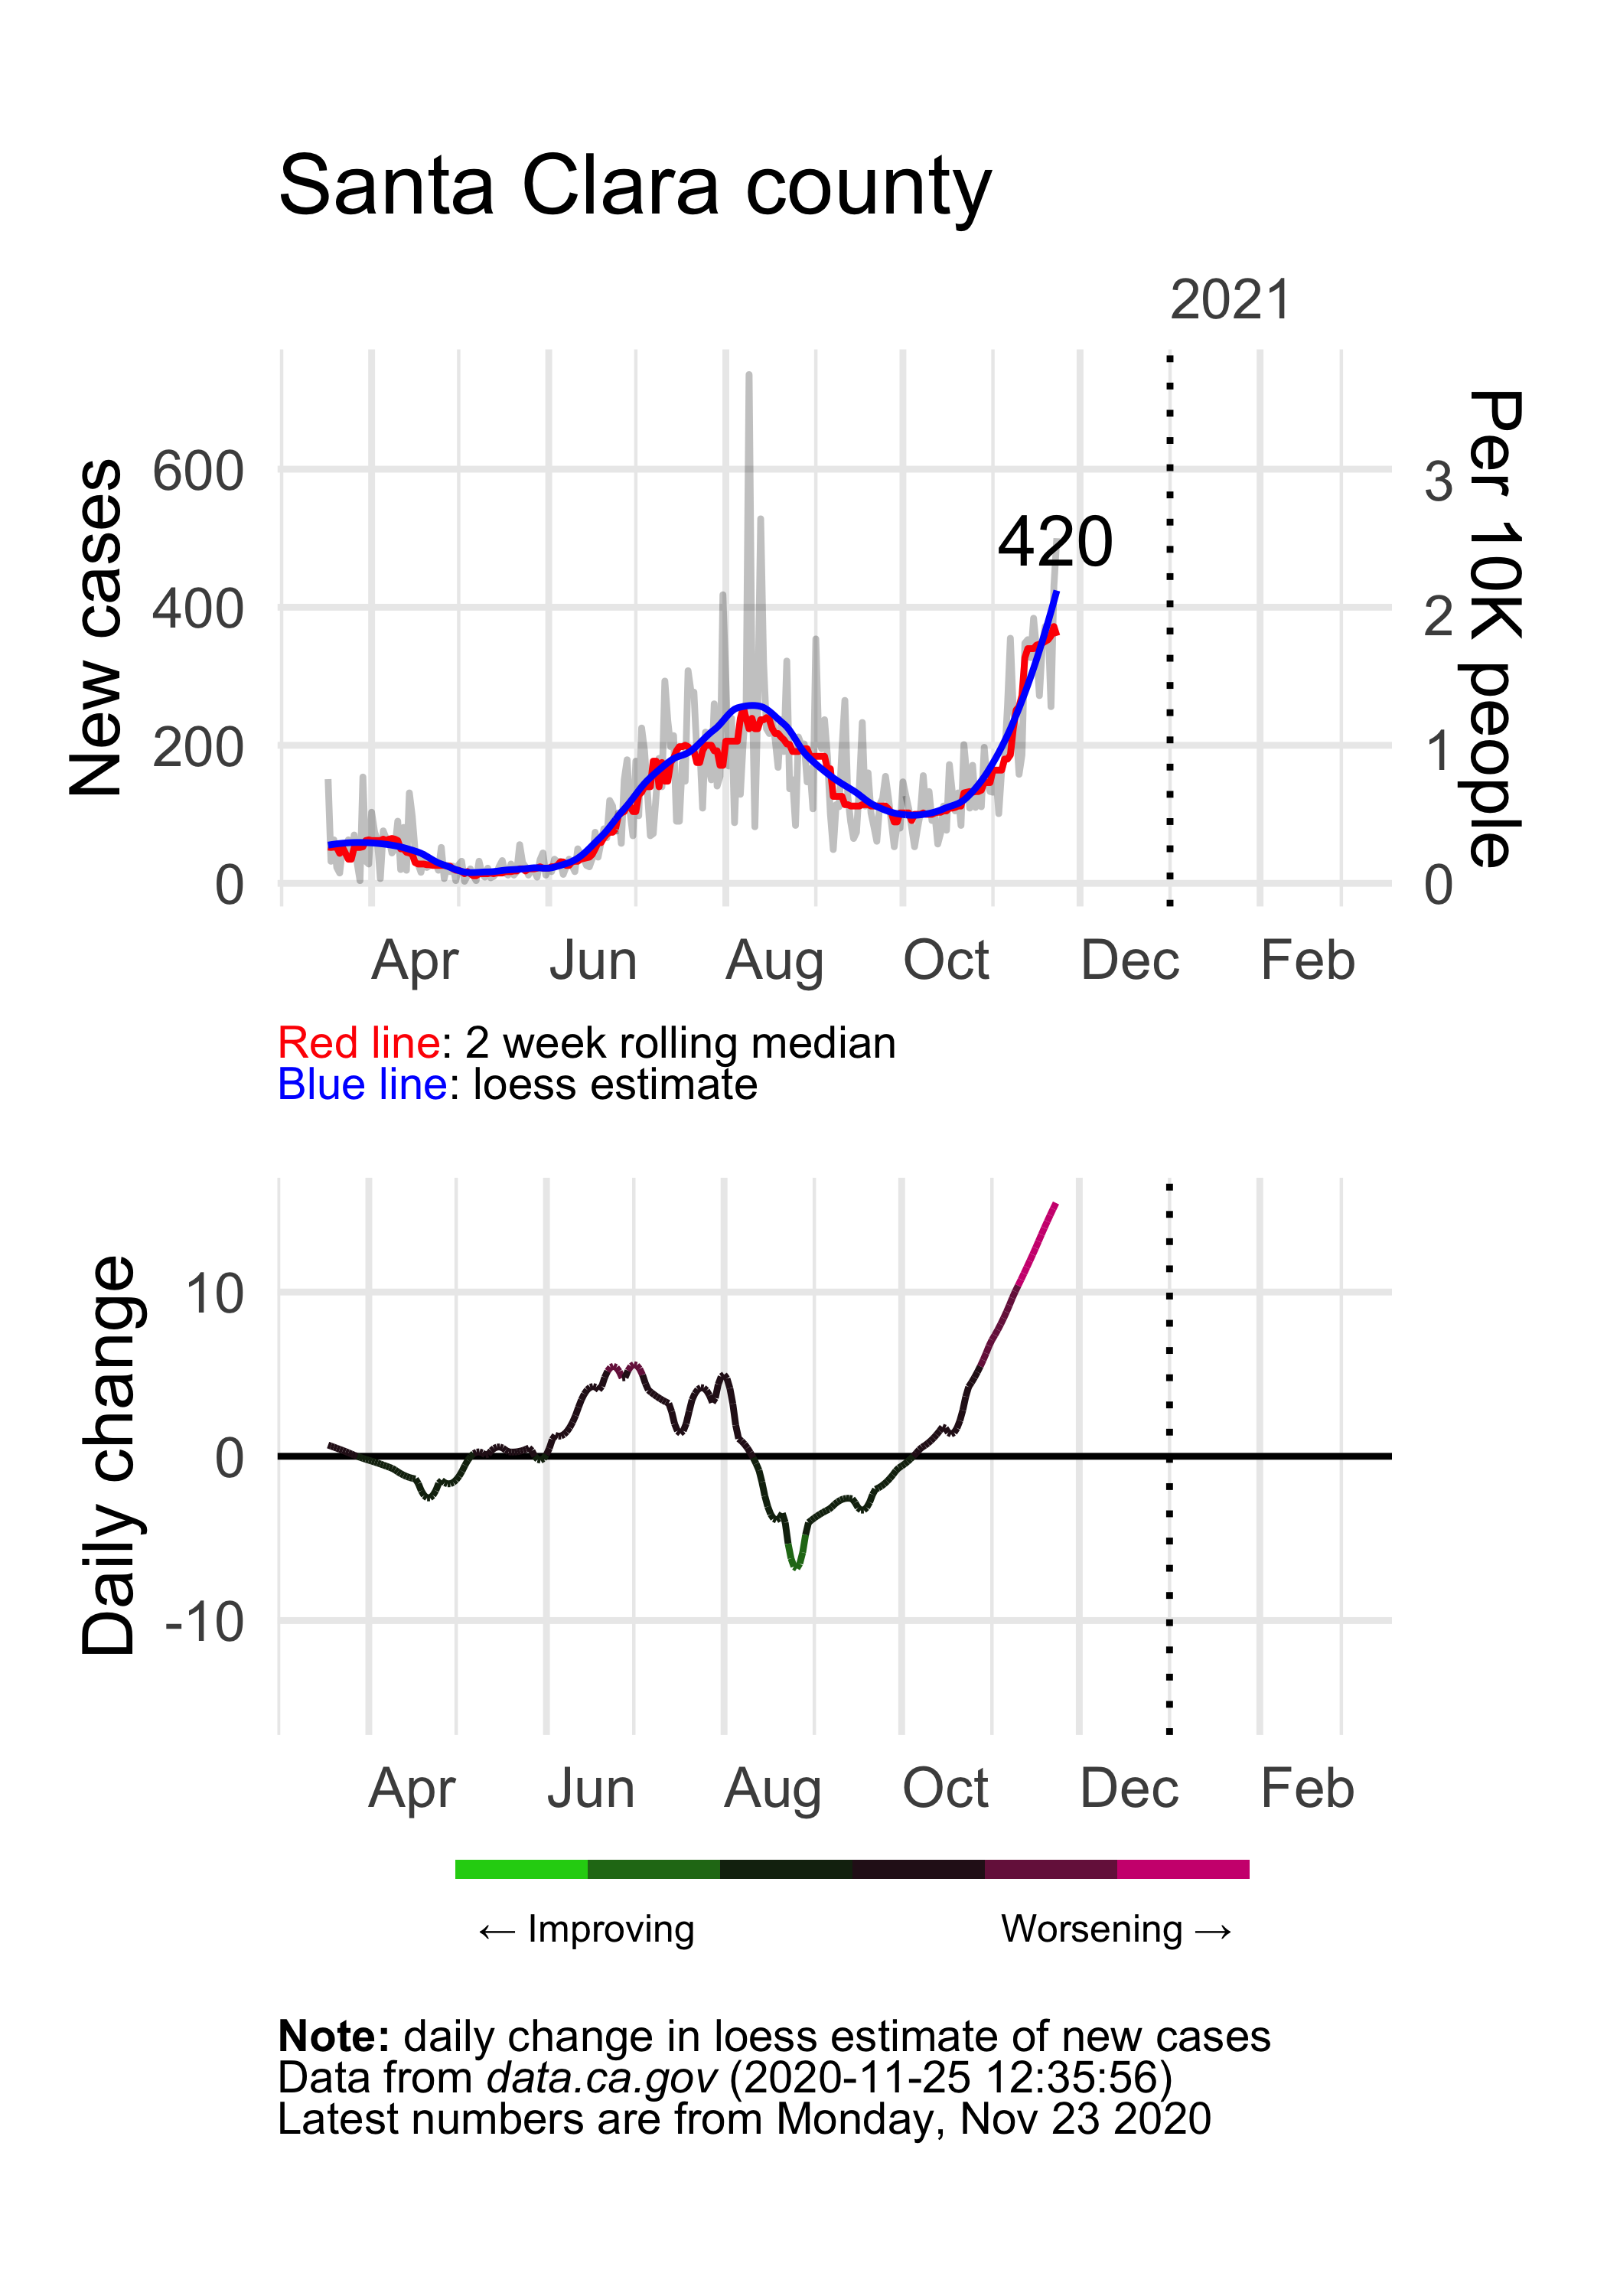 Santa Clara county
2021
New cases
600
400
200
0
420
3
2
1
0
Per 10K people
Apr Jun Aug Oct Dec Feb
Red line: 2 week rolling median
Blue line: loess estimate
Daily change
10
0
-10
Apr Jun Aug Oct Dec Feb
← Improving Worsening →
Note: daily change in loess estimate of new cases
Data from data.ca.gov (2020-11-25 12:35:56)
Latest numbers are from Monday, Nov 23 2020